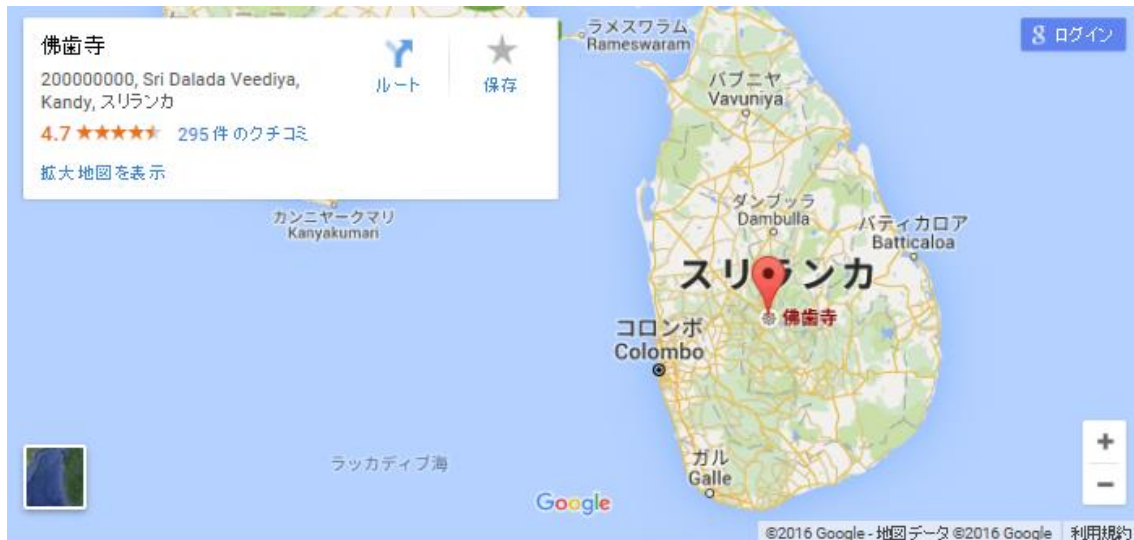 佛歯寺
200000000, Sri Dalada Veediya,
Kandy, スリランカ
4.7
295 件のクチコミ
拡大地図を表示
ルート
保存
ログイン
ラメスワラム
Rameswaram
バブニヤ
Vavuniya
カンニヤークマリ
Kanyakumari
ダンブッラ
Dambulla
バティカロア
Batticaloa
スリランカ
佛歯寺
コロンボ
Colombo
ラッカディブ海
ガル
Galle
Google
+
−
©2016 Google - 地図データ ©2016 Google
利用規約